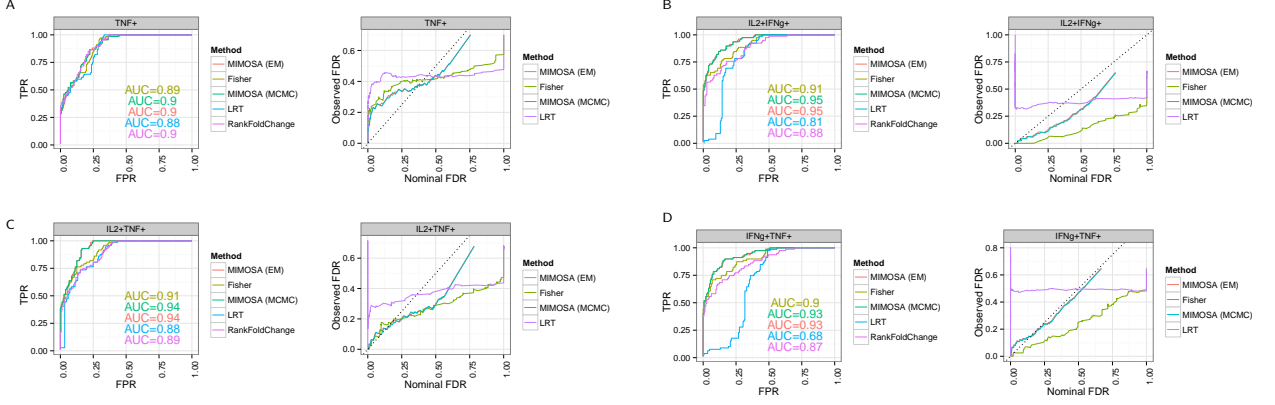 A
TNF+
TPR
1.00
0.75
0.50
0.25
0.00
AUC=0.89
AUC=0.9
AUC=0.9
AUC=0.88
AUC=0.9
0.00
0.25
0.50
0.75
1.00
FPR
Method
MIMOSA (EM)
Fisher
MIMOSA (MCMC)
LRT
RankFoldChange
TNF+
Observed FDR
0.6
0.4
0.2
0.0
0.00
0.25
0.50
0.75
1.00
Nominal FDR
Method
MIMOSA (EM)
Fisher
MIMOSA (MCMC)
LRT
B
IL2+IFNg+
TPR
1.00
0.75
0.50
0.25
0.00
AUC=0.91
AUC=0.95
AUC=0.95
AUC=0.81
AUC=0.88
0.00
0.25
0.50
0.75
1.00
FPR
Method
MIMOSA (EM)
Fisher
MIMOSA (MCMC)
LRT
RankFoldChange
IL2+IFNg+
Observed FDR
1.00
0.75
0.50
0.25
0.00
0.00
0.25
0.50
0.75
1.00
Nominal FDR
Method
MIMOSA (EM)
Fisher
MIMOSA (MCMC)
LRT
C
IL2+TNF+
TPR
1.00
0.75
0.50
0.25
0.00
AUC=0.91
AUC=0.94
AUC=0.94
AUC=0.88
AUC=0.89
0.00
0.25
0.50
0.75
1.00
FPR
Method
MIMOSA (EM)
Fisher
MIMOSA (MCMC)
LRT
RankFoldChange
IL2+TNF+
Observed FDR
0.6
0.4
0.2
0.0
0.00
0.25
0.50
0.75
1.00
Nominal FDR
Method
MIMOSA (EM)
Fisher
MIMOSA (MCMC)
LRT
D
IFNg+TNF+
TPR
1.00
0.75
0.50
0.25
0.00
AUC=0.9
AUC=0.93
AUC=0.93
AUC=0.68
AUC=0.87
0.00
0.25
0.50
0.75
1.00
FPR
Method
MIMOSA (EM)
Fisher
MIMOSA (MCMC)
LRT
RankFoldChange
IFNg+TNF+
Observed FDR
0.8
0.6
0.4
0.2
0.0
0.00
0.25
0.50
0.75
1.00
Nominal FDR
Method
MIMOSA (EM)
Fisher
MIMOSA (MCMC)
LRT